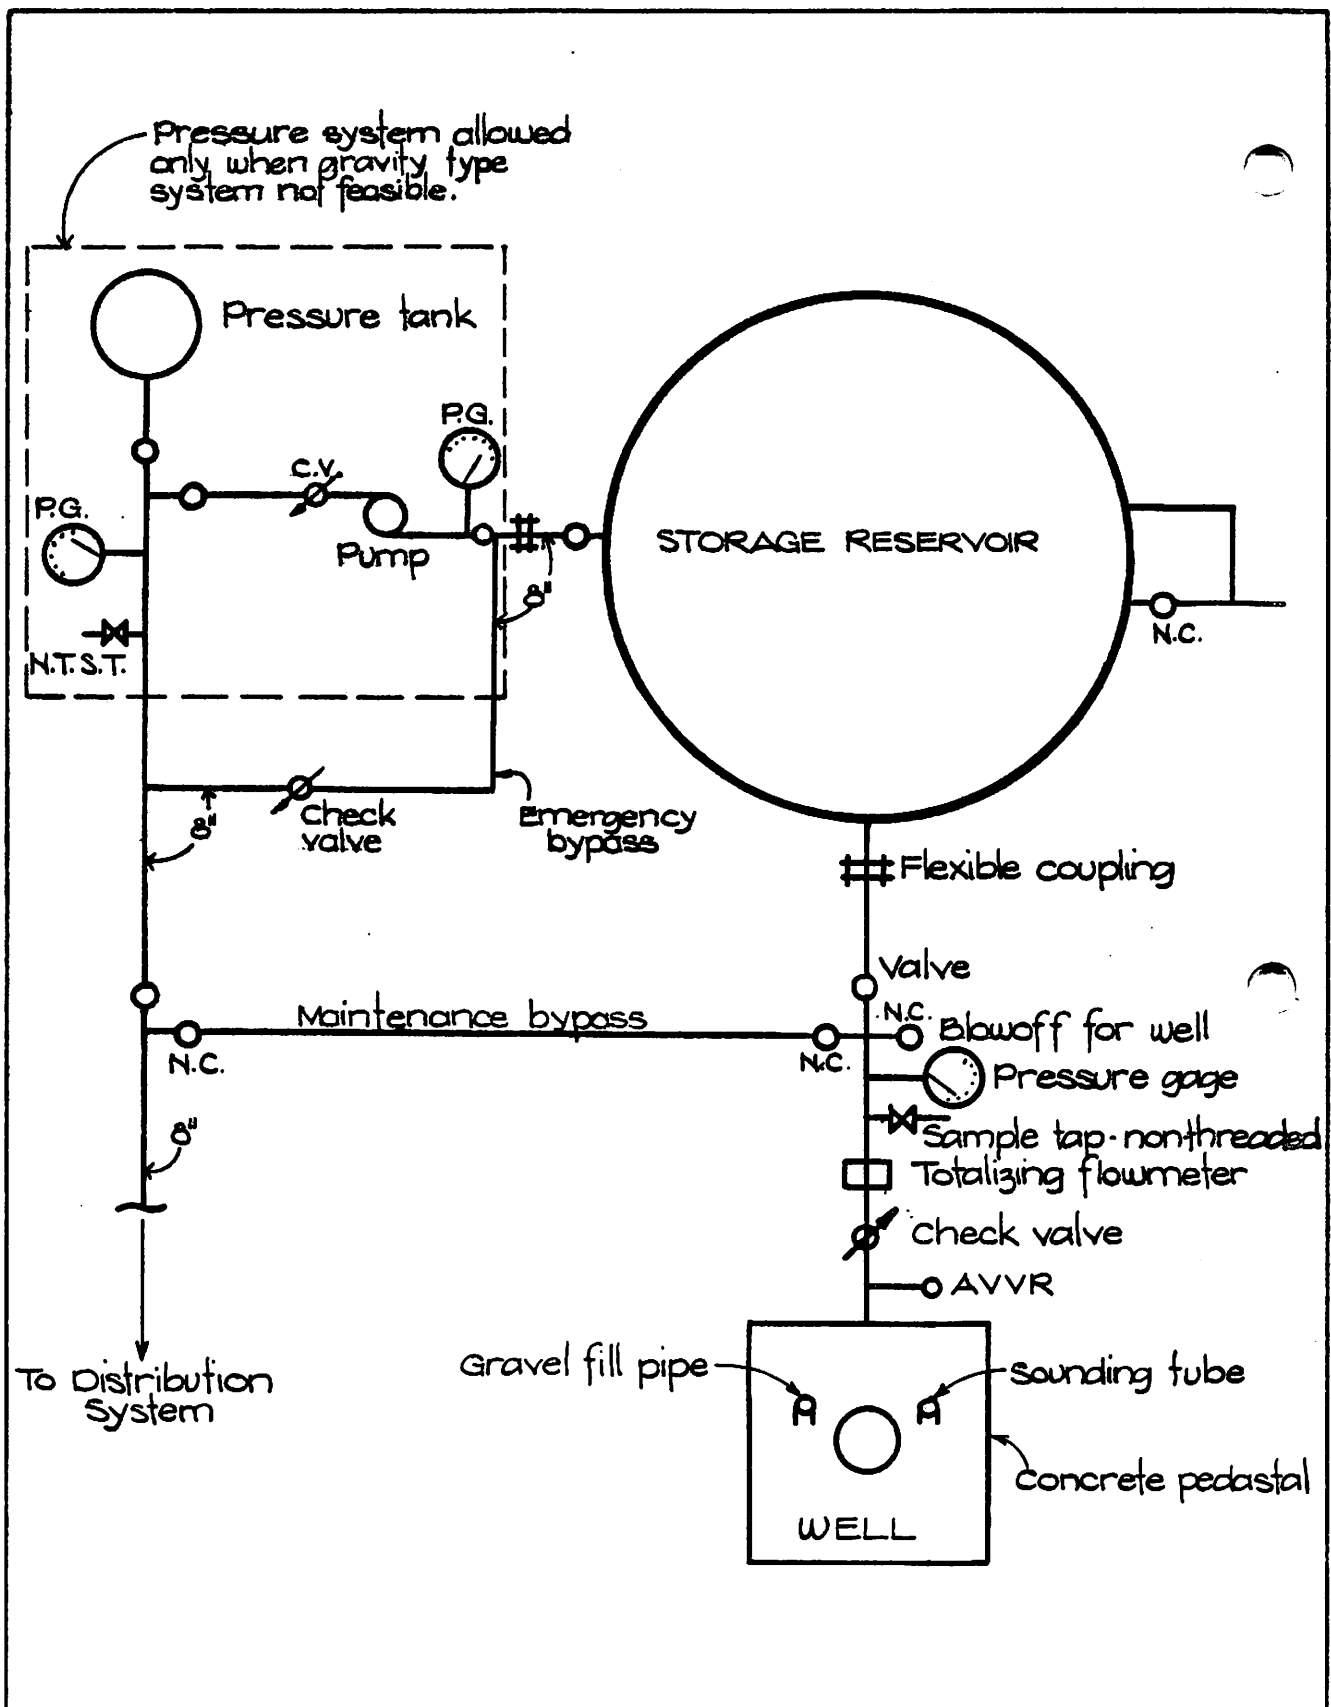 Pressure system allowed
only when gravity type
system not feasible.
Pressure tank
P.G.
C.V.
P.G.
Pump
STORAGE RESERVOIR
8"
N.C.
N.T.S.T.
8"
Check
valve
Emergency
bypass
Flexible coupling
Valve
N.C.
Maintenance bypass
Blowoff for well
N.C.
N.C.
Pressure gage
8"
Sample tap-nonthreaded
Totalizing flowmeter
Check valve
AVVR
To Distribution
System
Gravel fill pipe
Sounding tube
Concrete pedastal
WELL